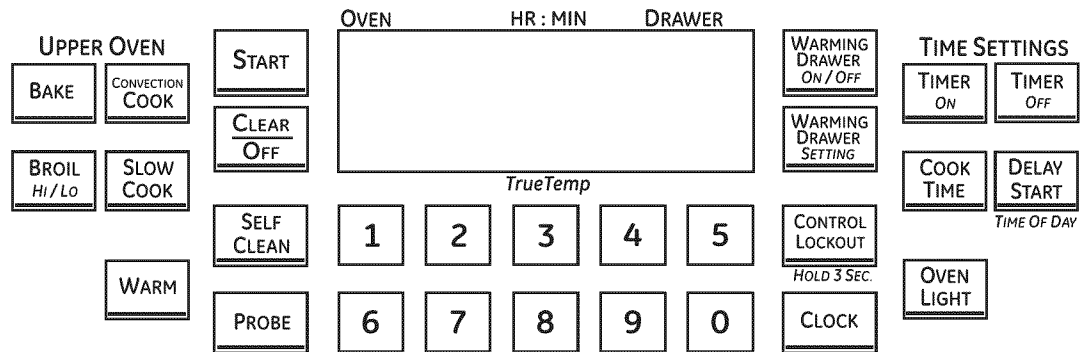 OVEN HR : MIN DRAWER
UPPER OVEN
BAKE
CONVECTION
COOK
BROIL
HI / LO
SLOW
COOK
WARM
START
CLEAR
OFF
SELF
CLEAN
PROBE
TrueTemp
1 2 3 4 5
6 7 8 9 0
WARMING
DRAWER
ON / OFF
WARMING
DRAWER
SETTING
CONTROL
LOCKOUT
HOLD 3 SEC.
CLOCK
TIME SETTINGS
TIMER
ON
TIMER
OFF
COOK
TIME
DELAY
START
TIME OF DAY
OVEN
LIGHT